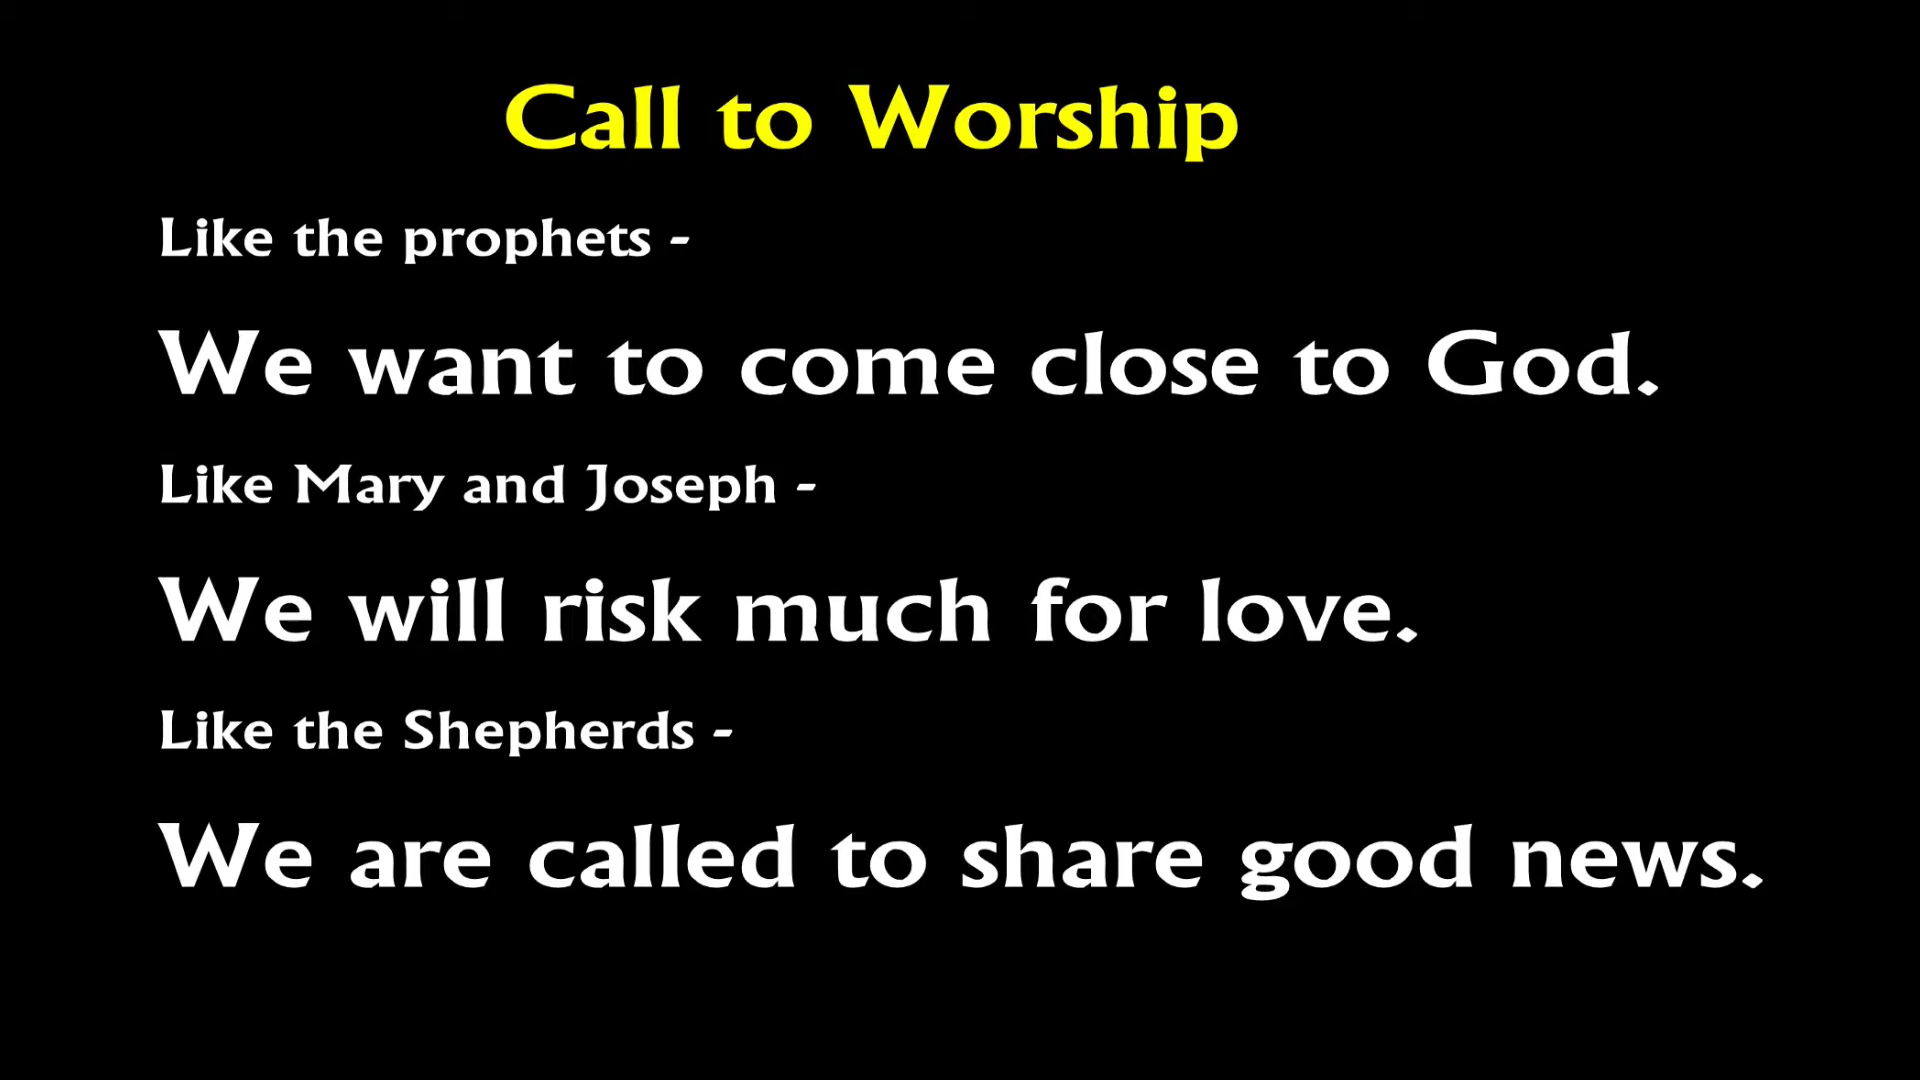 Call to Worship
Like the prophets -
We want to come close to God.
Like Mary and Joseph -
We will risk much for love.
Like the Shepherds -
We are called to share good news.